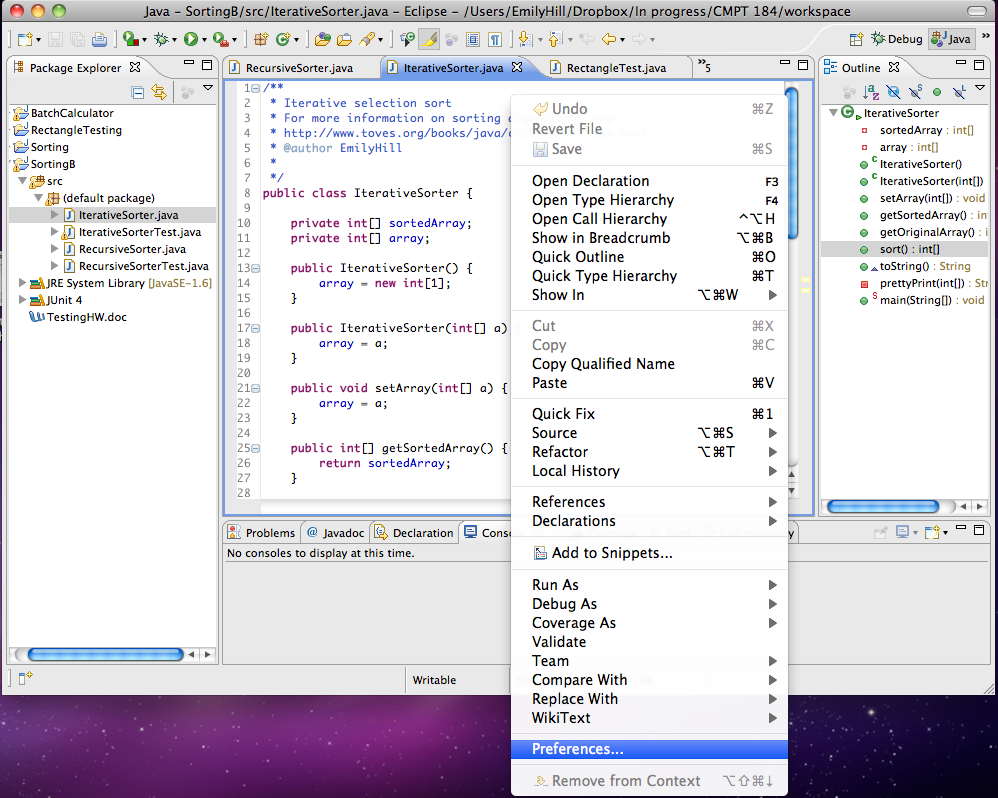 Java – SortingB/src/IterativeSorter.java – Eclipse – /Users/EmilyHill/Dropbox/In progress/CMPT 184/workspace
Debug
Java
Package Explorer
BatchCalculator
RectangleTesting
Sorting
SortingB
src
(default package)
IterativeSorter.java
IterativeSorterTest.java
RecursiveSorter.java
RecursiveSorterTest.java
JRE System Library [JavaSE-1.6]
JUnit 4
TestingHW.doc
RecursiveSorter.java
IterativeSorter.java
RectangleTest.java
»5
1 /**
2 * Iterative selection sort
3 * For more information on sorting
4 * http://www.toves.org/books/java/
5 * @author EmilyHill
6 *
7 */
8 public class IterativeSorter {
9
10 private int[] sortedArray;
11 private int[] array;
12
13 public IterativeSorter() {
14 array = new int[1];
15 }
16
17 public IterativeSorter(int[] a)
18 array = a;
19 }
20
21 public void setArray(int[] a) {
22 array = a;
23 }
24
25 public int[] getSortedArray() {
26 return sortedArray;
27 }
28
Undo ⌘Z
Revert File
Save ⌘S
Open Declaration F3
Open Type Hierarchy F4
Open Call Hierarchy ^⌥H
Show in Breadcrumb ⌥⌘B
Quick Outline ⌘O
Quick Type Hierarchy ⌘T
Show In ⌥⌘W
Cut ⌘X
Copy ⌘C
Copy Qualified Name
Paste ⌘V
Quick Fix ⌘1
Source ⌥⌘S
Refactor ⌥⌘T
Local History
References
Declarations
Add to Snippets...
Run As
Debug As
Coverage As
Validate
Team
Compare With
Replace With
WikiText
Preferences...
Remove from Context ⌥⇧⌘↓
Outline
IterativeSorter
sortedArray : int[]
array : int[]
IterativeSorter()
IterativeSorter(int[])
setArray(int[]) : void
getSortedArray() : in
getOriginalArray() : i
sort() : int[]
toString() : String
prettyPrint(int[]) : Str
main(String[]) : void
Problems
Javadoc
Declaration
Conso
y
No consoles to display at this time.
Writable